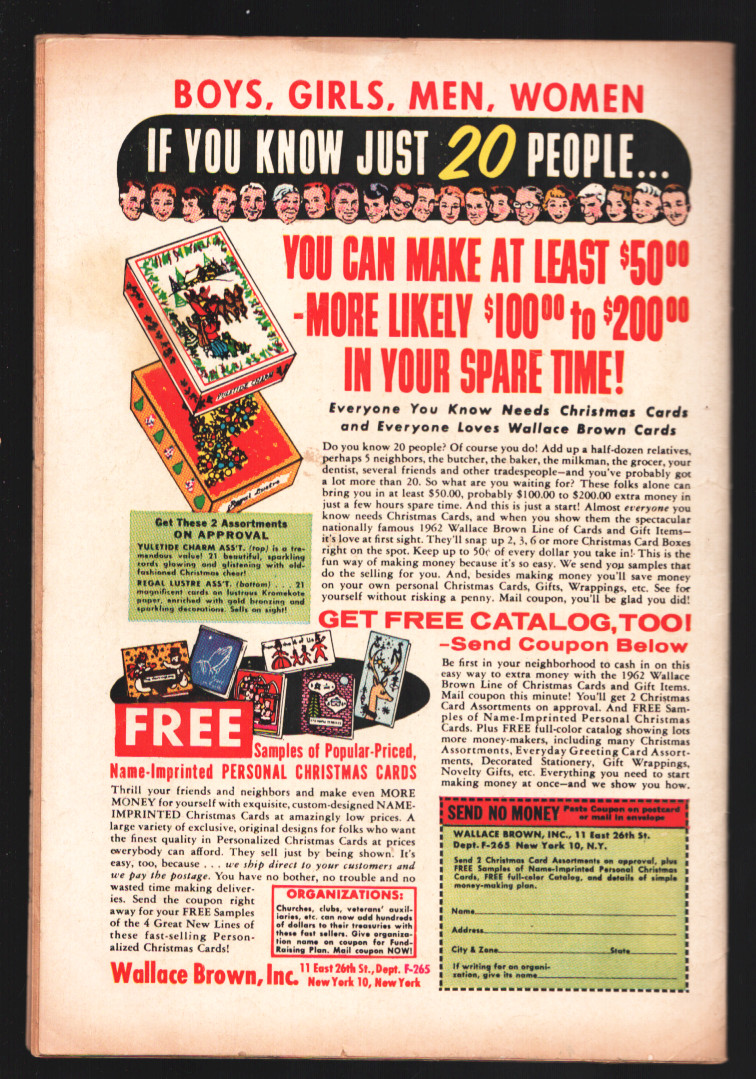 BOYS, GIRLS, MEN, WOMEN
IF YOU KNOW JUST 20 PEOPLE...
YOU CAN MAKE AT LEAST $50⁰⁰
-MORE LIKELY $100⁰⁰ to $200⁰⁰
IN YOUR SPARE TIME!
Everyone You Know Needs Christmas Cards
and Everyone Loves Wallace Brown Cards
YULETIDE CHARM
Regal Lustre
Do you know 20 people? Of course you do! Add up a half-dozen relatives,
perhaps 5 neighbors, the butcher, the baker, the milkman, the grocer, your
dentist, several friends and other tradespeople—and you've probably got
a lot more than 20. So what are you waiting for? These folks alone can
bring you in at least $50.00, probably $100.00 to $200.00 extra money in
just a few hours spare time. And this is just a start! Almost everyone you
know needs Christmas Cards, and when you show them the spectacular
nationally famous 1962 Wallace Brown Line of Cards and Gift Items—
it's love at first sight. They'll snap up 2, 3, 6 or more Christmas Card Boxes
right on the spot. Keep up to 50¢ of every dollar you take in! This is the
fun way of making money because it's so easy. We send you samples that
do the selling for you. And, besides making money you'll save money
on your own personal Christmas Cards, Gifts, Wrappings, etc. See for
yourself without risking a penny. Mail coupon, you'll be glad you did!
Get These 2 Assortments
ON APPROVAL
YULETIDE CHARM ASS'T. (top) is a tre-
mendous value! 21 beautiful, sparkling
cards glowing and glistening with old-
fashioned Christmas cheer!
REGAL LUSTRE ASS'T. (bottom) . . . 21
magnificent cards on lustrous Kromekote
paper, enriched with gold bronzing and
sparkling decorations. Sells on sight!
GET FREE CATALOG, TOO!
-Send Coupon Below
Be first in your neighborhood to cash in on this
easy way to extra money with the 1962 Wallace
Brown Line of Christmas Cards and Gift Items.
Mail coupon this minute! You'll get 2 Christmas
Card Assortments on approval. And FREE Sam-
ples of Name-Imprinted Personal Christmas
Cards. Plus FREE full-color catalog showing lots
more money-makers, including many Christmas
Assortments, Everyday Greeting Card Assort-
ments, Decorated Stationery, Gift Wrappings,
Novelty Gifts, etc. Everything you need to start
making money at once—and we show you how.
FREE
Samples of Popular-Priced,
Name-Imprinted PERSONAL CHRISTMAS CARDS
Thrill your friends and neighbors and make even MORE
MONEY for yourself with exquisite, custom-designed NAME-
IMPRINTED Christmas Cards at amazingly low prices. A
large variety of exclusive, original designs for folks who want
the finest quality in Personalized Christmas Cards at prices
everybody can afford. They sell just by being shown. It's
easy, too, because . . . we ship direct to your customers and
we pay the postage. You have no bother, no trouble and no
wasted time making deliver-
ies. Send the coupon right
away for your FREE Samples
of the 4 Great New Lines of
these fast-selling Person-
alized Christmas Cards!
ORGANIZATIONS:
Churches, clubs, veterans' auxil-
iaries, etc. can now add hundreds
of dollars to their treasuries with
these fast sellers. Give organiza-
tion name on coupon for Fund-
Raising Plan. Mail coupon NOW!
Wallace Brown, Inc. 11 East 26th St., Dept. F-265
New York 10, New York
SEND NO MONEY Paste Coupon on postcard
or mail in envelope
WALLACE BROWN, INC., 11 East 26th St.
Dept. F-265 New York 10, N.Y.
Send 2 Christmas Card Assortments on approval, plus
FREE Samples of Name-Imprinted Personal Christmas
Cards, FREE full-color Catalog, and details of simple
money-making plan.
Name
Address
City & Zone State
If writing for an organi-
zation, give its name